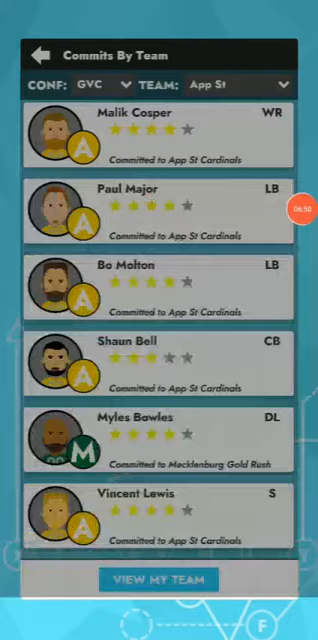 Commits By Team
CONF: GVC TEAM: App St
Malik Cosper WR
A
Committed to App St Cardinals
Paul Major LB
06:50
A
Committed to App St Cardinals
Bo Molton LB
A
Committed to App St Cardinals
Shaun Bell CB
A
Committed to App St Cardinals
Myles Bowles DL
M
Committed to Mecklenburg Gold Rush
Vincent Lewis S
A
Committed to App St Cardinals
VIEW MY TEAM
F